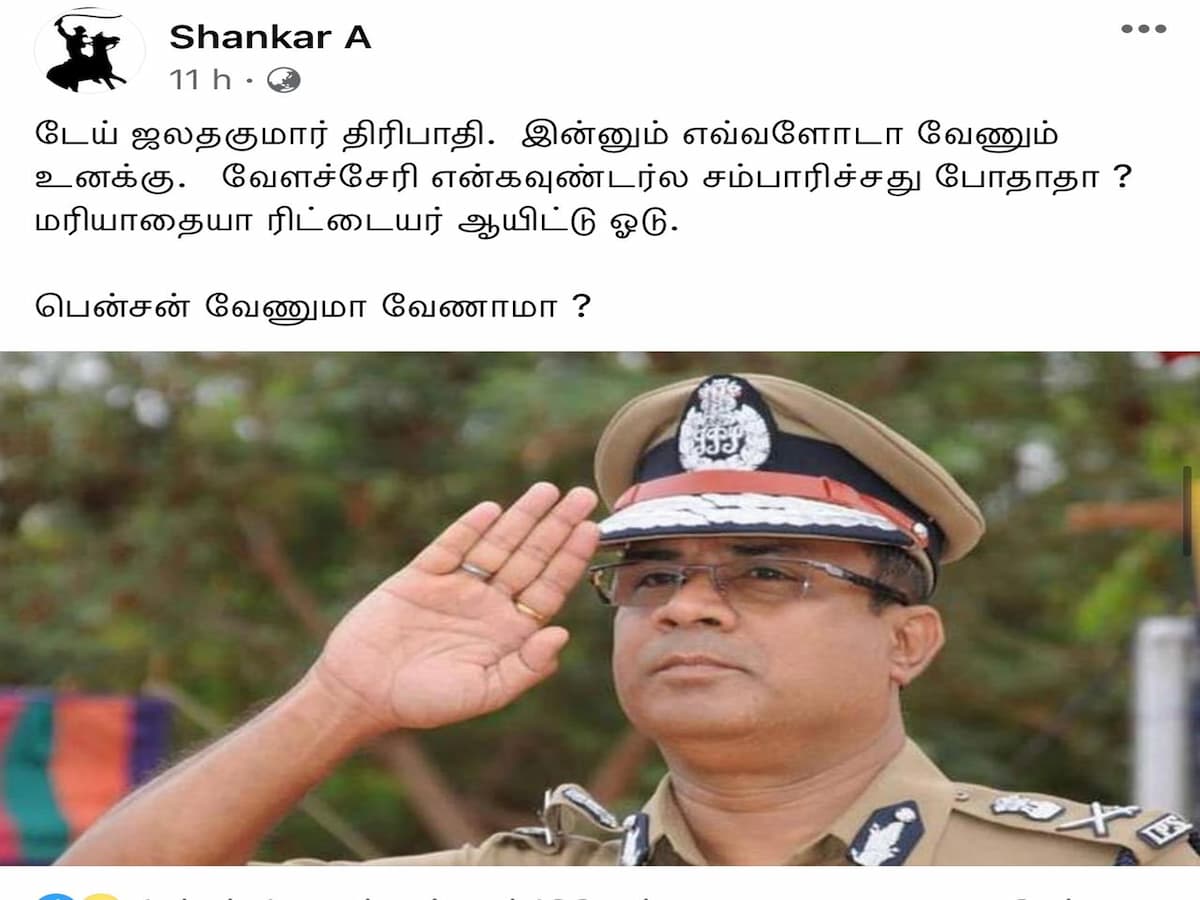 Shankar A
11 h ·
டேய் ஜலதகுமார் திரிபாதி. இன்னும் எவ்வளோடா வேணும்
உனக்கு. வேளச்சேரி என்கவுண்டர்ல சம்பாரிச்சது போதாதா ?
மரியாதையா ரிட்டையர் ஆயிட்டு ஓடு.
பென்சன் வேணுமா வேணாமா ?
IPS